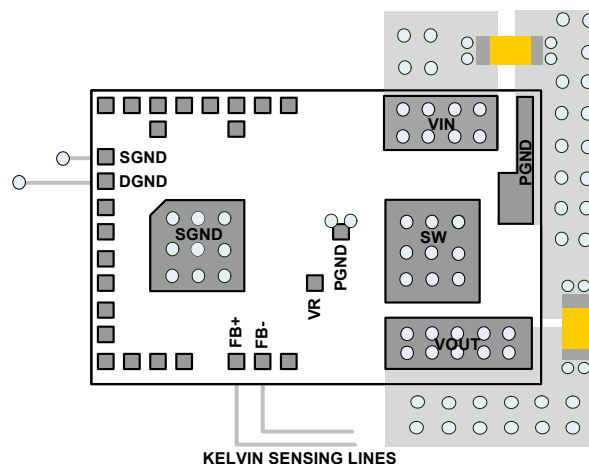 VIN
SGND
PGND
DGND
SGND
SW
PGND
VR
FB+
FB-
VOUT
KELVIN SENSING LINES